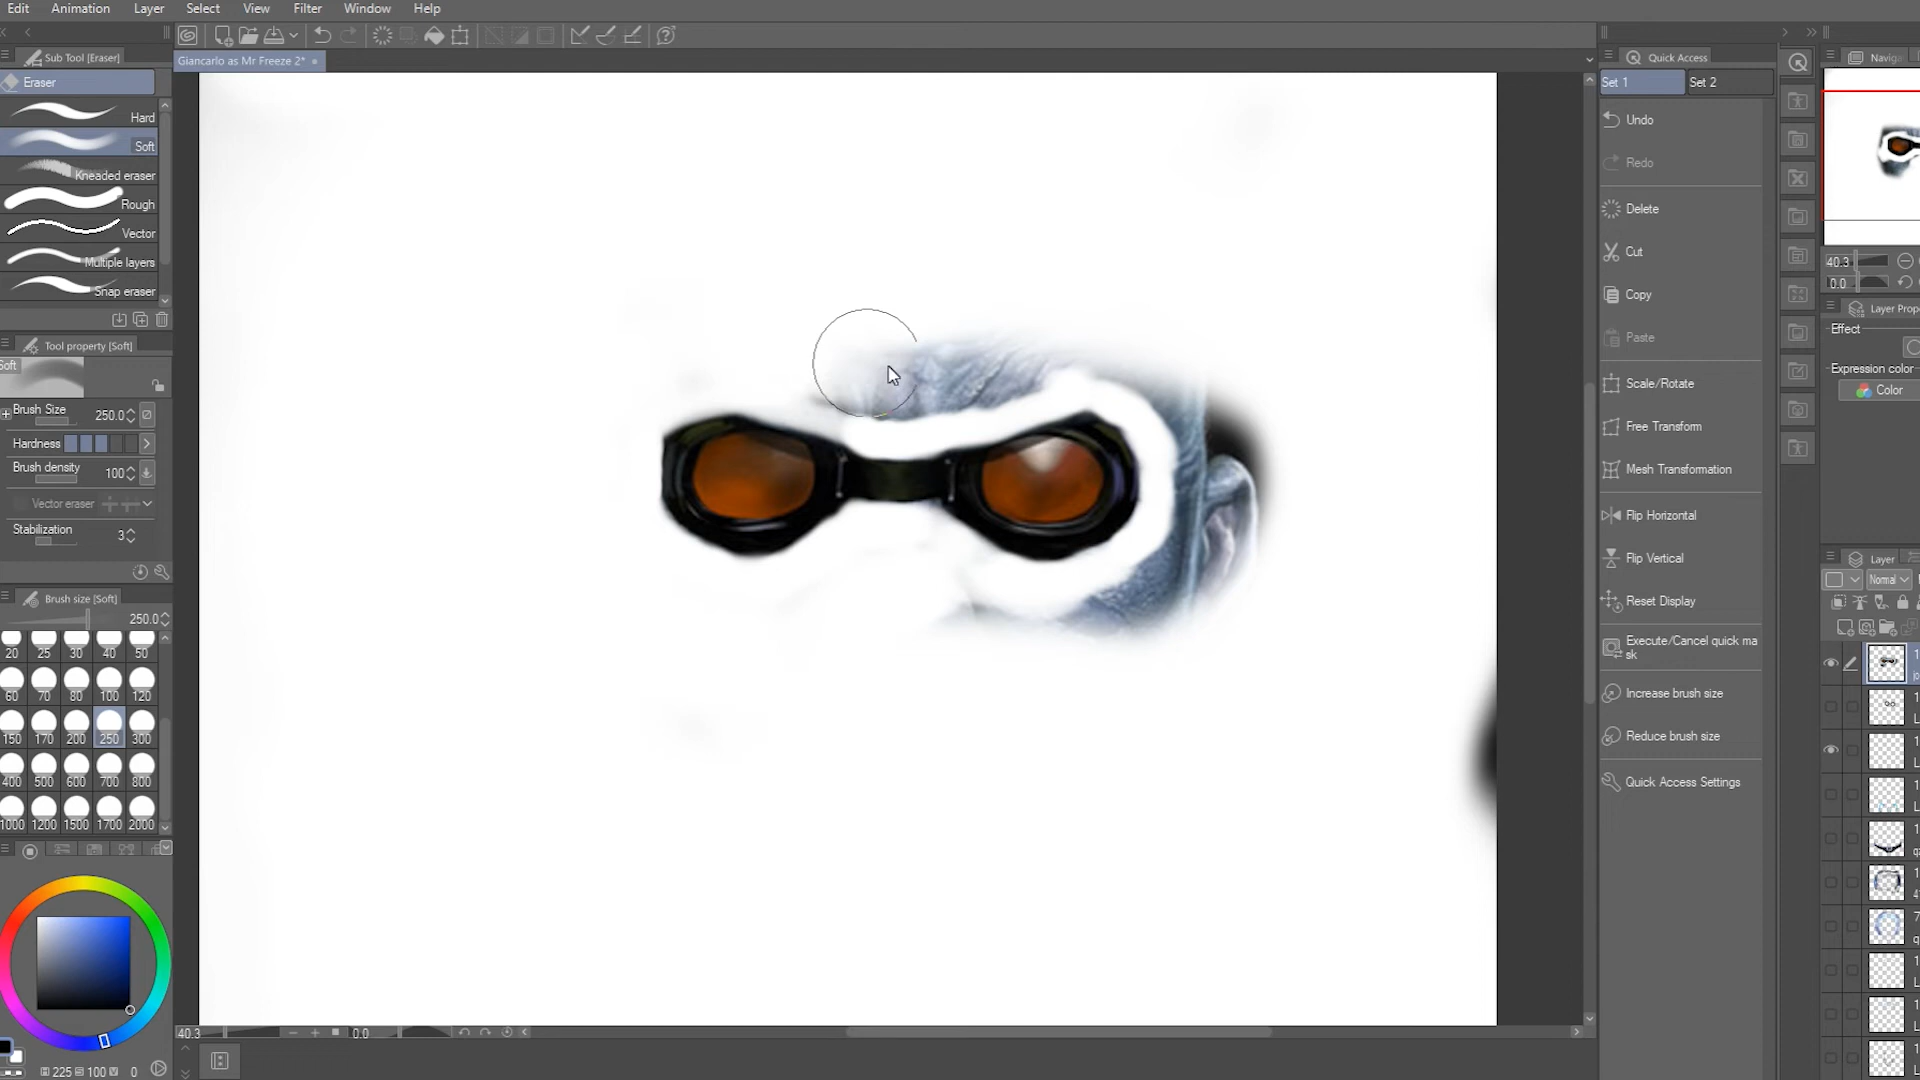 Edit Animation Layer Select View Filter Window Help
Sub Tool [Eraser]
Eraser
Hard
Soft
Kneaded eraser
Rough
Vector
Multiple layers
Snap eraser
Tool property [Soft]
Soft
Brush Size 250.0
Hardness
Brush density 100
Vector eraser
Stabilization 3
Brush size [Soft]
250.0
20 25 30 40 50
60 70 80 100 120
150 170 200 250 300
400 500 600 700 800
1000 1200 1500 1700 2000
H 225 S 100 V 0
Giancarlo as Mr Freeze 2*
40.3 0.0
Quick Access
Set 1 Set 2
Undo
Redo
Delete
Cut
Copy
Paste
Scale/Rotate
Free Transform
Mesh Transformation
Flip Horizontal
Flip Vertical
Reset Display
Execute/Cancel quick ma
sk
Increase brush size
Reduce brush size
Quick Access Settings
Naviga
40.3
0.0
Layer Prop
Effect
Expression color
Color
Layer
Normal